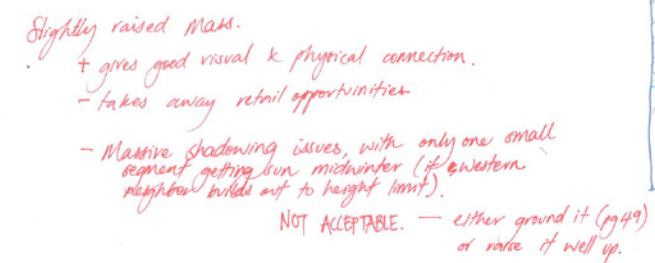 Slightly raised Mass.
+ gives good visual & physical connection.
- takes away retail opportunities
- Massive shadowing issues, with only one small
segment getting sun midwinter (if western
neighbor builds out to height limit).
NOT ACCEPTABLE. — either ground it (pg 49)
or raise it well up.